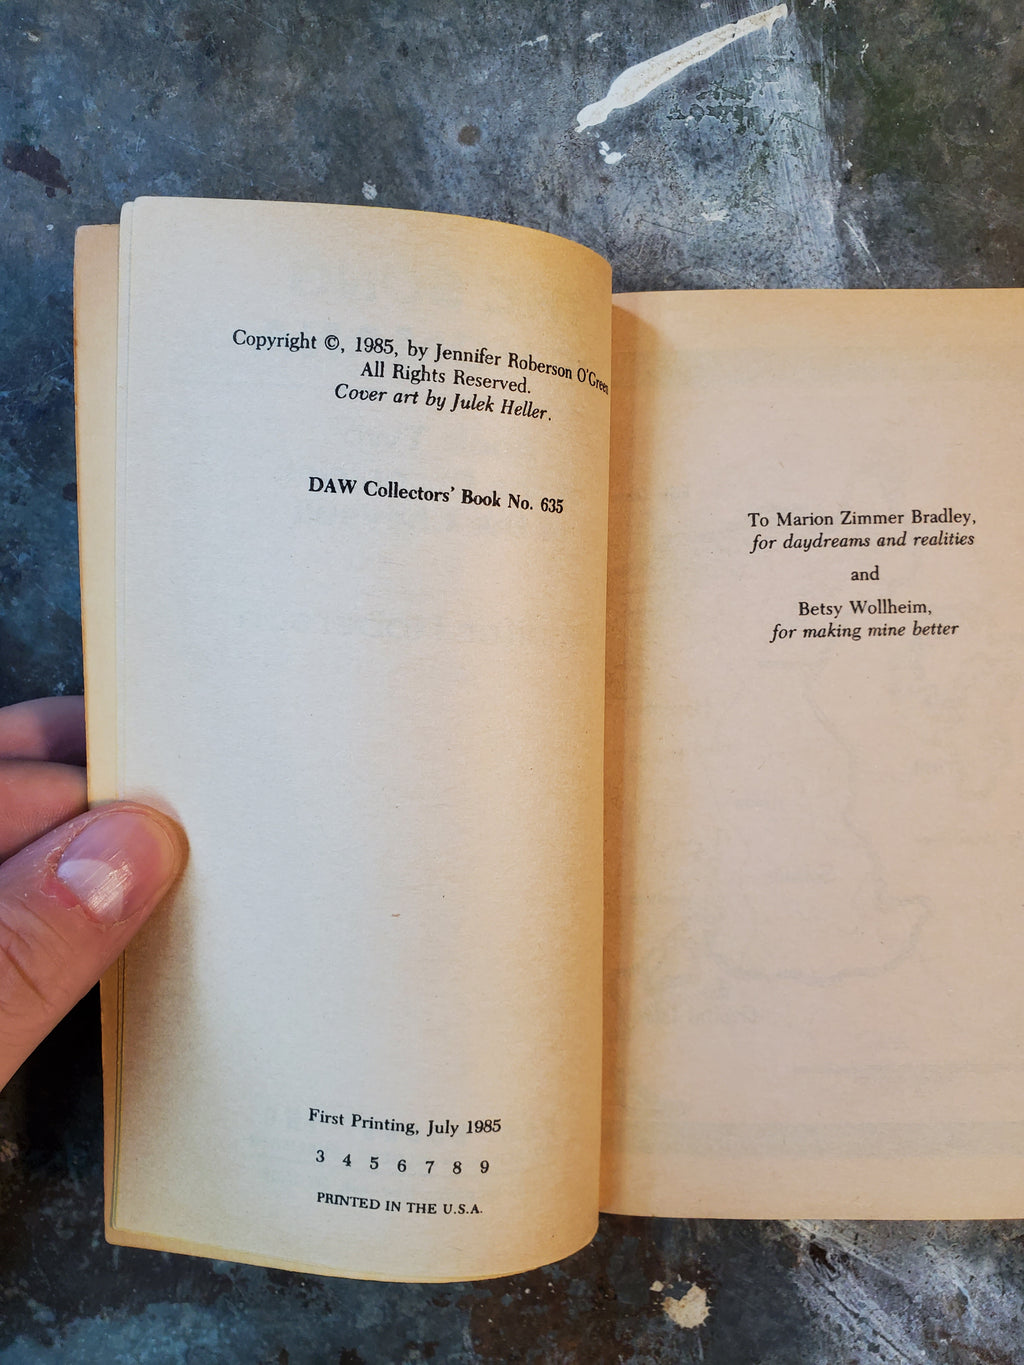 Copyright ©, 1985, by Jennifer Roberson O'Green
All Rights Reserved.
Cover art by Julek Heller.
DAW Collectors' Book No. 635
First Printing, July 1985
3 4 5 6 7 8 9
PRINTED IN THE U.S.A.
To Marion Zimmer Bradley,
for daydreams and realities
and
Betsy Wollheim,
for making mine better